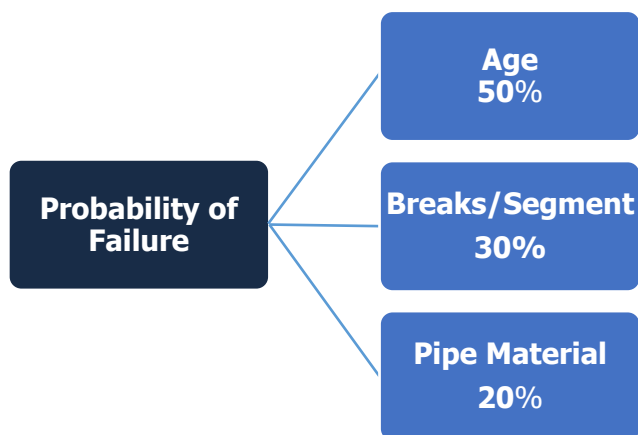 Age
50%
Probability of
Failure
Breaks/Segment
30%
Pipe Material
20%